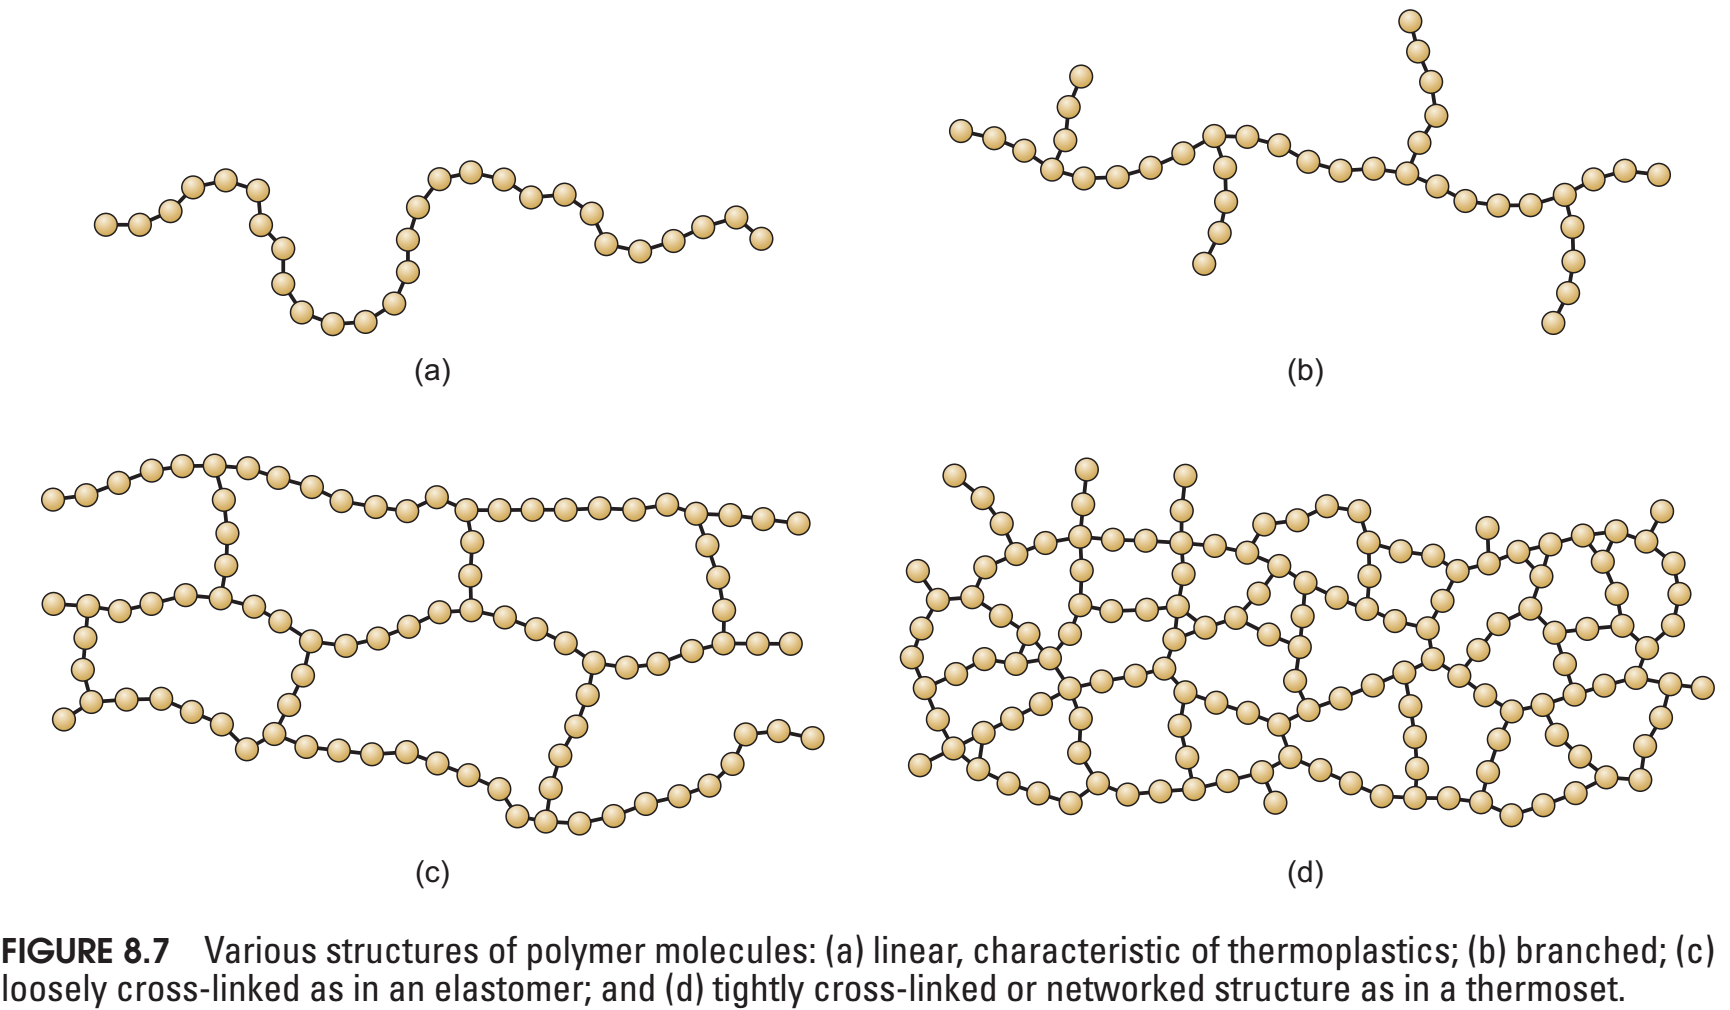 (a)
(b)
(c)
(d)
FIGURE 8.7 Various structures of polymer molecules: (a) linear, characteristic of thermoplastics; (b) branched; (c)
loosely cross-linked as in an elastomer; and (d) tightly cross-linked or networked structure as in a thermoset.